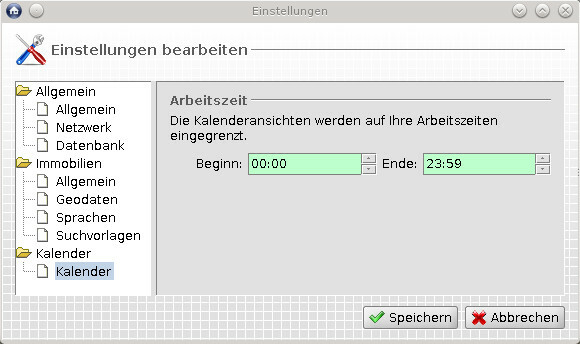 Einstellungen
Einstellungen bearbeiten
Allgemein
Allgemein
Netzwerk
Datenbank
Immobilien
Allgemein
Geodaten
Sprachen
Suchvorlagen
Kalender
Kalender
Arbeitszeit
Die Kalenderansichten werden auf Ihre Arbeitszeiten
eingegrenzt.
Beginn: 00:00 Ende: 23:59
Speichern Abbrechen